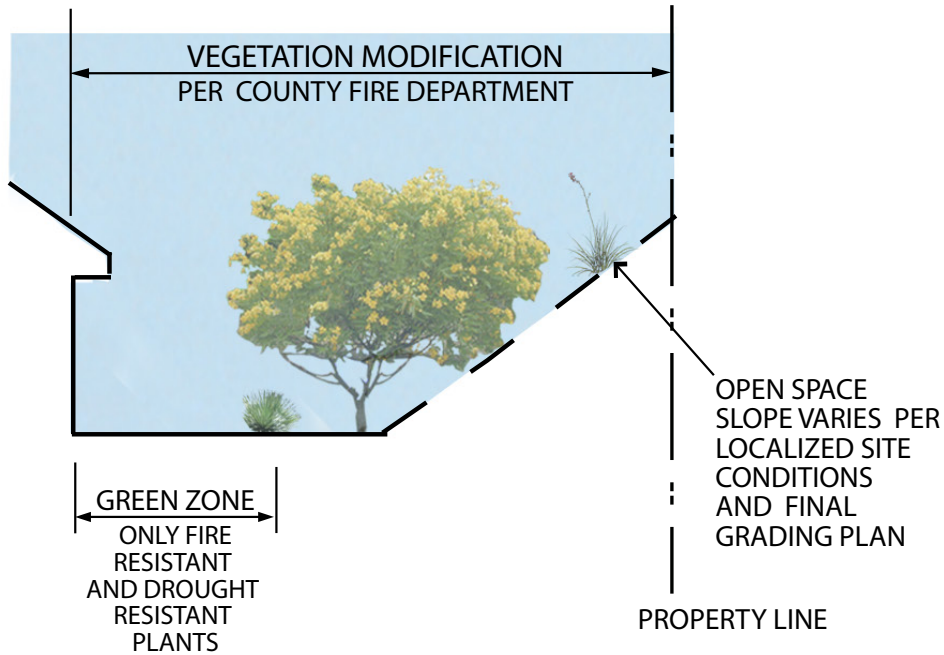 VEGETATION MODIFICATION
PER COUNTY FIRE DEPARTMENT
OPEN SPACE
SLOPE VARIES PER
LOCALIZED SITE
CONDITIONS
AND FINAL
GRADING PLAN
GREEN ZONE
ONLY FIRE
RESISTANT
AND DROUGHT
RESISTANT
PLANTS
PROPERTY LINE